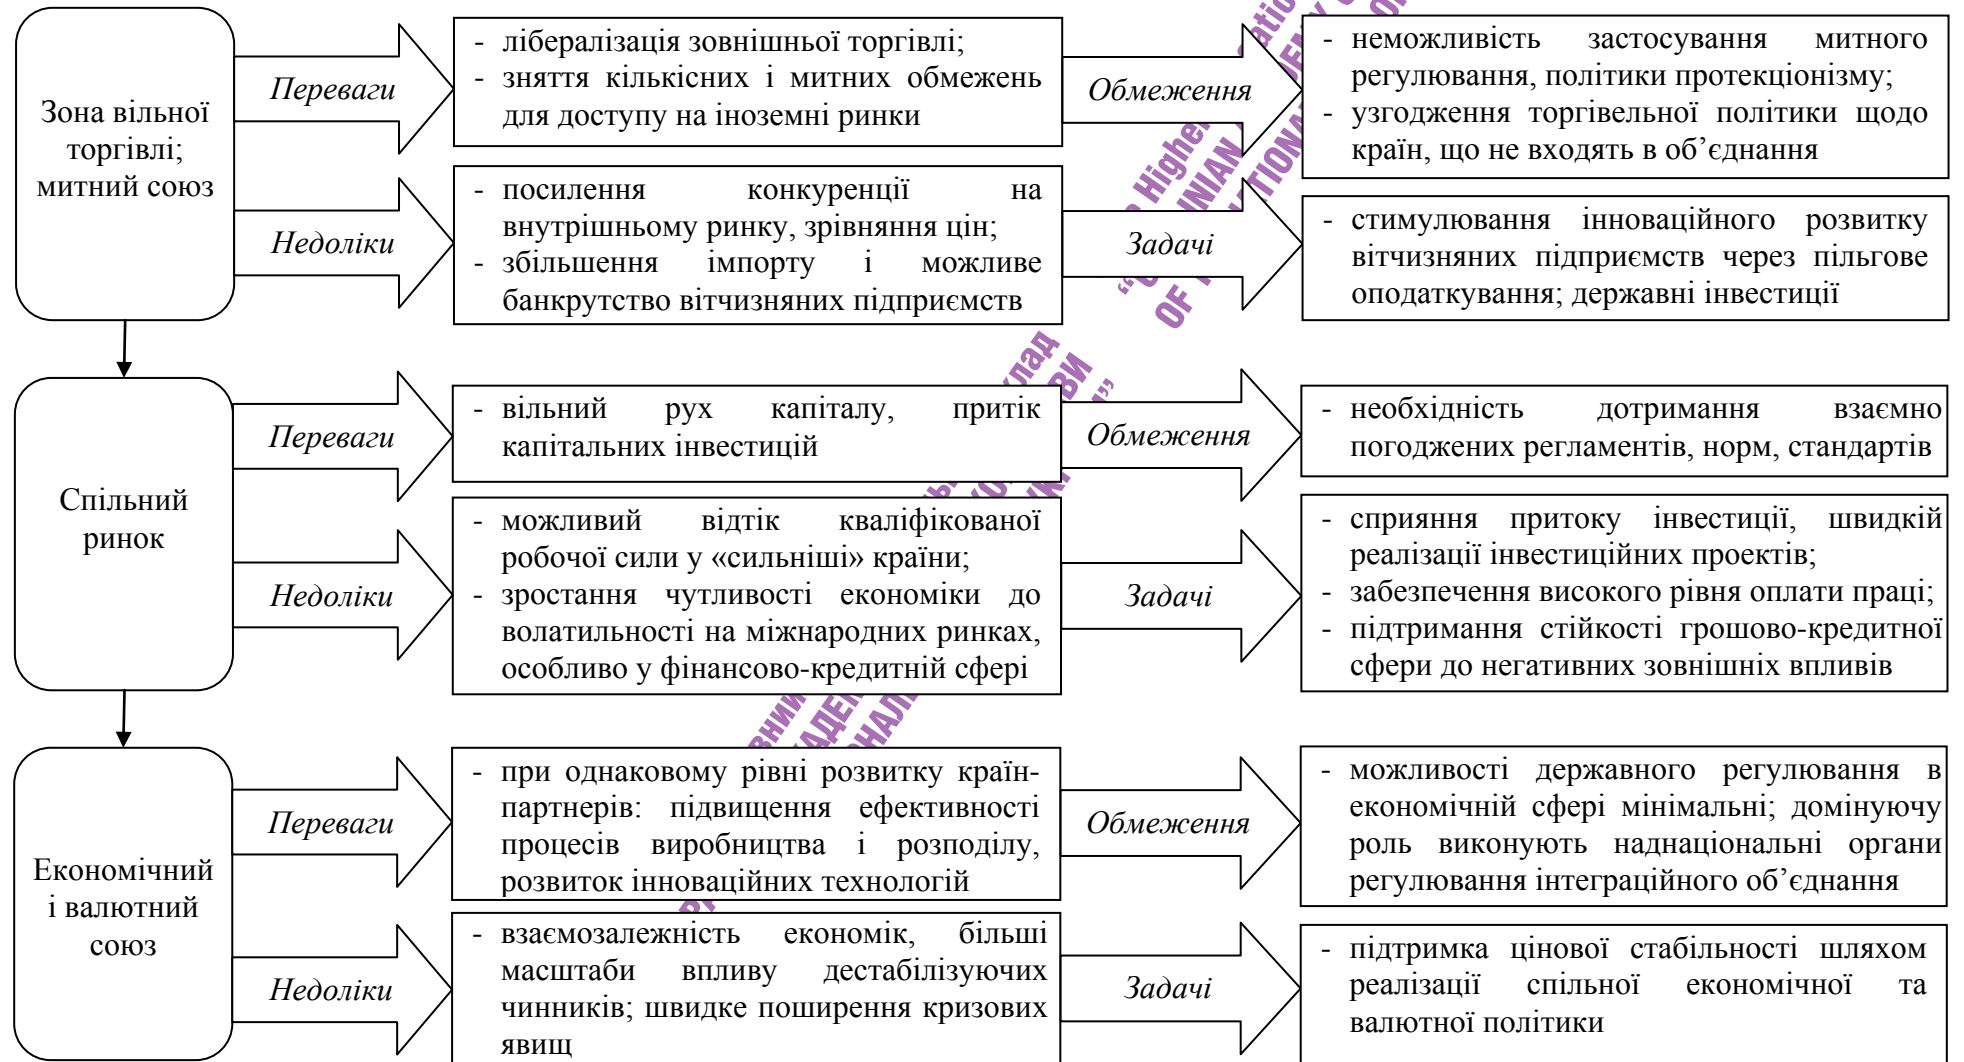 Зона вільної
торгівлі;
митний союз
Переваги
- лібералізація зовнішньої торгівлі;
- зняття кількісних і митних обмежень
для доступу на іноземні ринки
Обмеження
- неможливість застосування митного
регулювання, політики протекціонізму;
- узгодження торгівельної політики щодо
країн, що не входять в об’єднання
Недоліки
- посилення конкуренції на
внутрішньому ринку, зрівняння цін;
- збільшення імпорту і можливе
банкрутство вітчизняних підприємств
Задачі
- стимулювання інноваційного розвитку
вітчизняних підприємств через пільгове
оподаткування; державні інвестиції
Спільний
ринок
Переваги
- вільний рух капіталу, притік
капітальних інвестицій
Обмеження
- необхідність дотримання взаємно
погоджених регламентів, норм, стандартів
Недоліки
- можливий відтік кваліфікованої
робочої сили у «сильніші» країни;
- зростання чутливості економіки до
волатильності на міжнародних ринках,
особливо у фінансово-кредитній сфері
Задачі
- сприяння притоку інвестиції, швидкій
реалізації інвестиційних проектів;
- забезпечення високого рівня оплати праці;
- підтримання стійкості грошово-кредитної
сфери до негативних зовнішніх впливів
Економічний
і валютний
союз
Переваги
- при однаковому рівні розвитку країн-
партнерів: підвищення ефективності
процесів виробництва і розподілу,
розвиток інноваційних технологій
Обмеження
- можливості державного регулювання в
економічній сфері мінімальні; домінуючу
роль виконують наднаціональні органи
регулювання інтеграційного об’єднання
Недоліки
- взаємозалежність економік, більші
масштаби впливу дестабілізуючих
чинників; швидке поширення кризових
явищ
Задачі
- підтримка цінової стабільності шляхом
реалізації спільної економічної та
валютної політики
Higher
OF